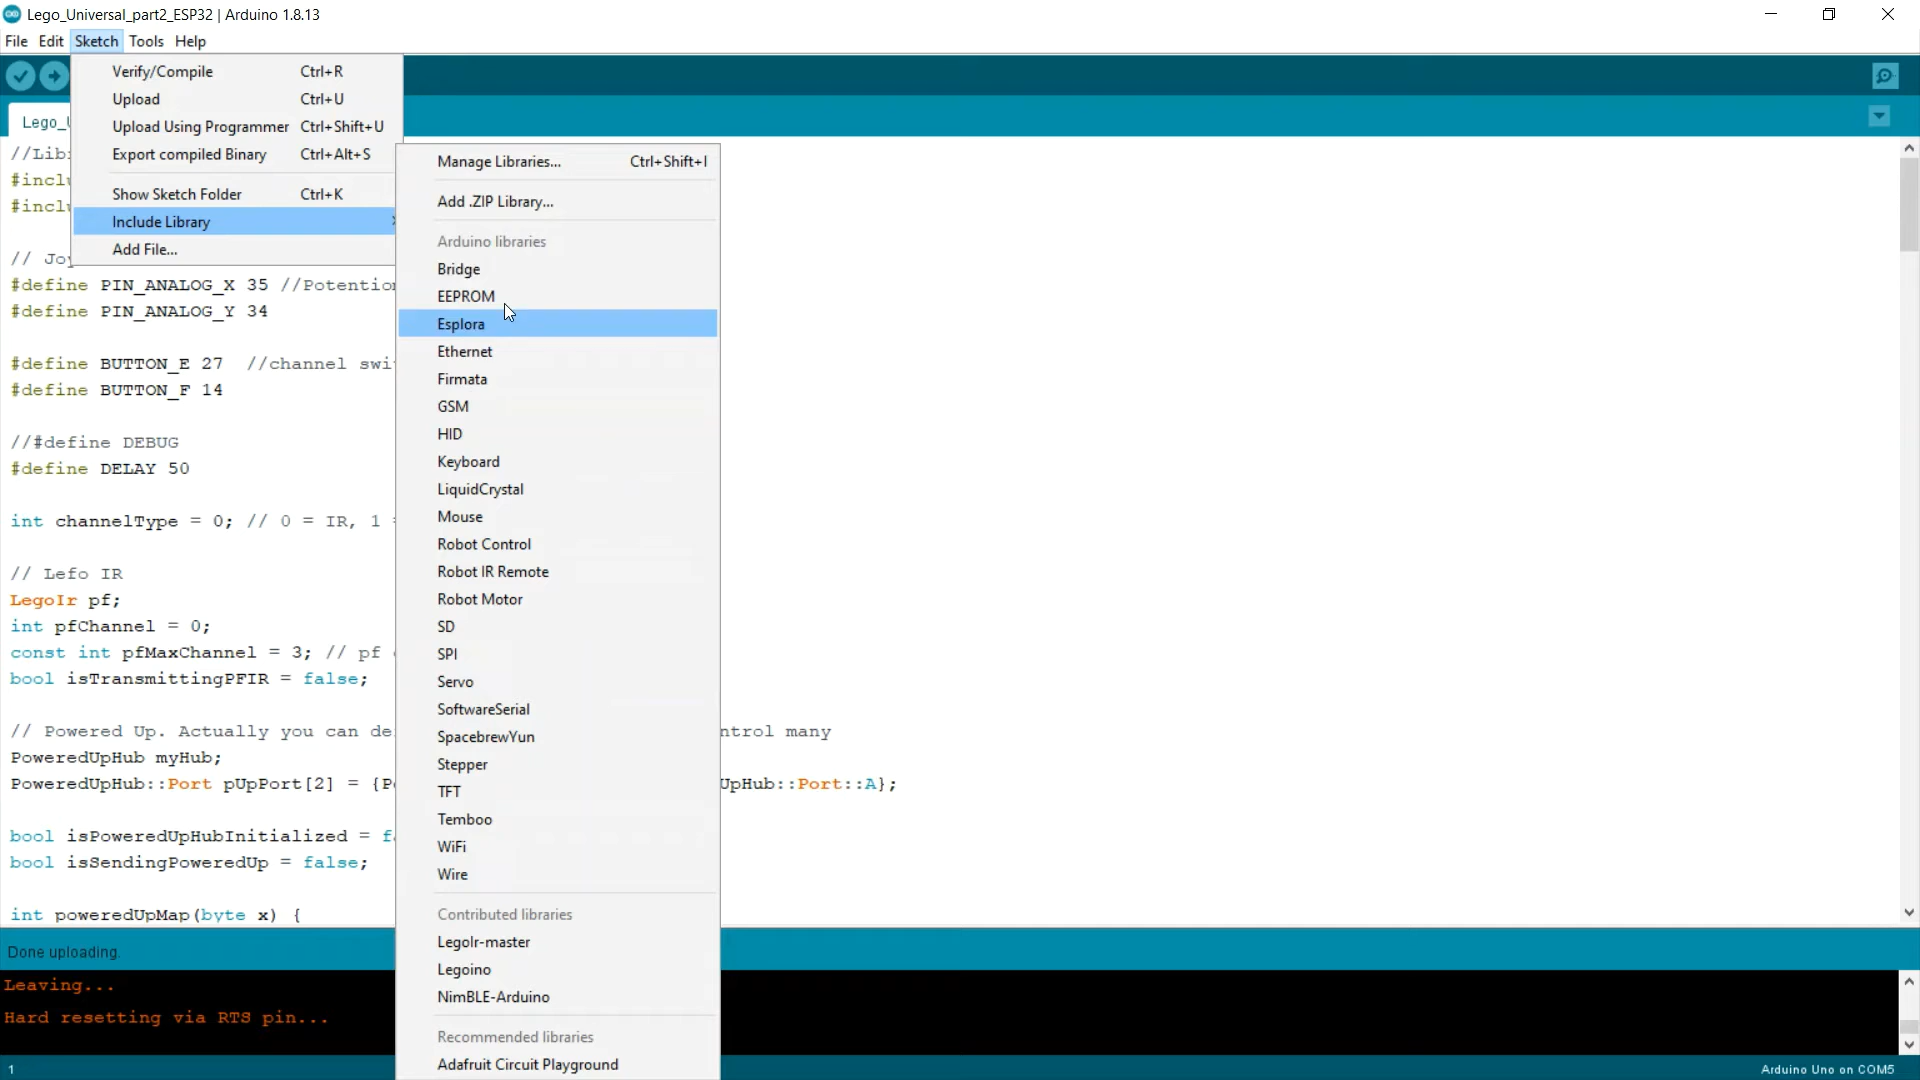 Lego_Universal_part2_ESP32 | Arduino 1.8.13
File Edit Sketch Tools Help
Verify/Compile Ctrl+R
Upload Ctrl+U
Upload Using Programmer Ctrl+Shift+U
Export compiled Binary Ctrl+Alt+S
Show Sketch Folder Ctrl+K
Include Library
Add File...
Manage Libraries... Ctrl+Shift+I
Add .ZIP Library...
Arduino libraries
Bridge
EEPROM
Esplora
Ethernet
Firmata
GSM
HID
Keyboard
LiquidCrystal
Mouse
Robot Control
Robot IR Remote
Robot Motor
SD
SPI
Servo
SoftwareSerial
SpacebrewYun
Stepper
TFT
Temboo
WiFi
Wire
Contributed libraries
LegoIr-master
Legoino
NimBLE-Arduino
Recommended libraries
Adafruit Circuit Playground
Lego_U
//Lib
#inclu
#inclu
// Joy
#define PIN_ANALOG_X 35 //Potentio
#define PIN_ANALOG_Y 34
#define BUTTON_E 27 //channel swi
#define BUTTON_F 14
//#define DEBUG
#define DELAY 50
int channelType = 0; // 0 = IR, 1 =
// Lefo IR
LegoIr pf;
int pfChannel = 0;
const int pfMaxChannel = 3; // pf
bool isTransmittingPFIR = false;
// Powered Up. Actually you can de ntrol many
PoweredUpHub myHub;
PoweredUpHub::Port pUpPort[2] = {P UpHub::Port::A};
bool isPoweredUpHubInitialized = fa
bool isSendingPoweredUp = false;
int poweredUpMap(byte x) {
Done uploading.
Leaving...
Hard resetting via RTS pin...
1 Arduino Uno on COM5